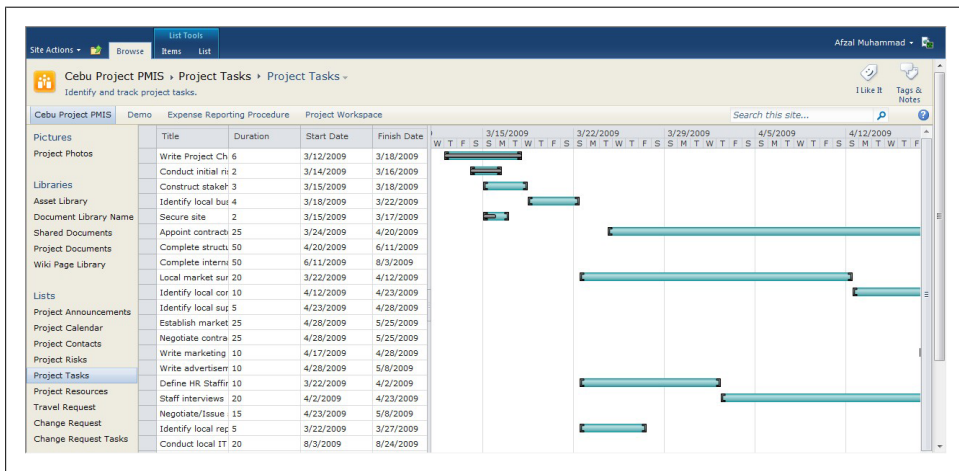 List Tools
Site Actions Browse Items List Afzal Muhammad
Cebu Project PMIS Project Tasks Project Tasks
Identify and track project tasks.
I Like It Tags & Notes
Cebu Project PMIS Demo Expense Reporting Procedure Project Workspace Search this site...
Pictures
Project Photos
Libraries
Asset Library
Document Library Name
Shared Documents
Project Documents
Wiki Page Library
Lists
Project Announcements
Project Calendar
Project Contacts
Project Risks
Project Tasks
Project Resources
Travel Request
Change Request
Change Request Tasks
Title Duration Start Date Finish Date
Write Project Ch 6 3/12/2009 3/18/2009
Conduct initial ri 2 3/14/2009 3/16/2009
Construct stakeh 3 3/15/2009 3/18/2009
Identify local bus 4 3/18/2009 3/22/2009
Secure site 2 3/15/2009 3/17/2009
Appoint contract 25 3/24/2009 4/20/2009
Complete structu 50 4/20/2009 6/11/2009
Complete interna 50 6/11/2009 8/3/2009
Local market sur 20 3/22/2009 4/12/2009
Identify local cor 10 4/12/2009 4/23/2009
Identify local sup 5 4/23/2009 4/28/2009
Establish market 25 4/28/2009 5/25/2009
Negotiate contra 25 4/28/2009 5/25/2009
Write marketing 10 4/17/2009 4/28/2009
Write advertisem 10 4/28/2009 5/8/2009
Define HR Staffin 10 3/22/2009 4/2/2009
Staff interviews 20 4/2/2009 4/23/2009
Negotiate/Issue 15 4/23/2009 5/8/2009
Identify local rep 5 3/22/2009 3/27/2009
Conduct local IT 20 8/3/2009 8/24/2009
3/15/2009 3/22/2009 3/29/2009 4/5/2009 4/12/2009
W T F S S M T W T F S S M T W T F S S M T W T F S S M T W T F S S M T W T F